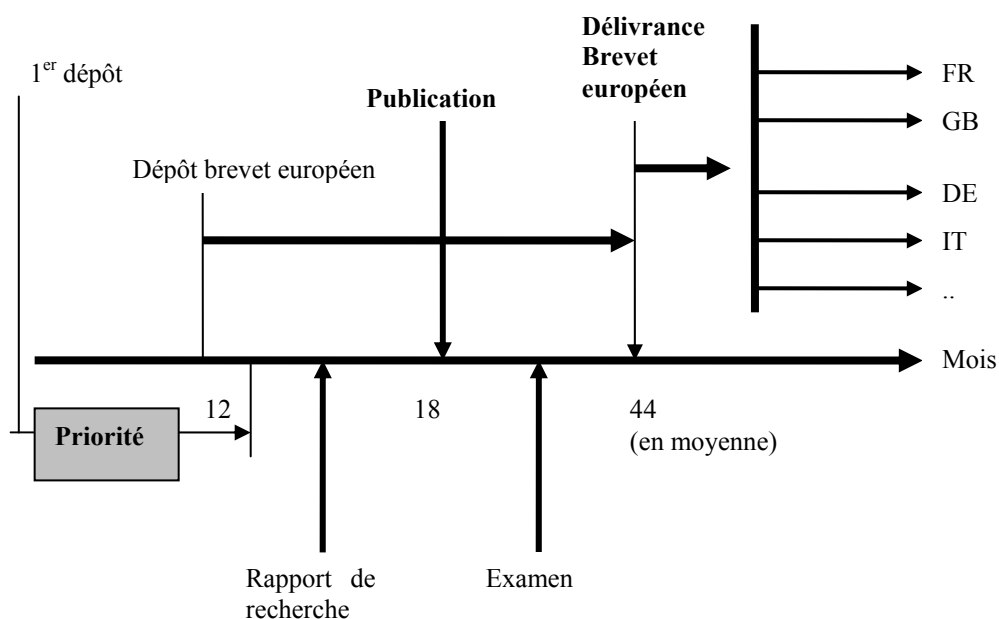 Délivrance
Brevet
européen
1er dépôt
Publication
FR
GB
Dépôt brevet européen
DE
IT
..
Mois
12
18
44
(en moyenne)
Priorité
Rapport de
recherche
Examen